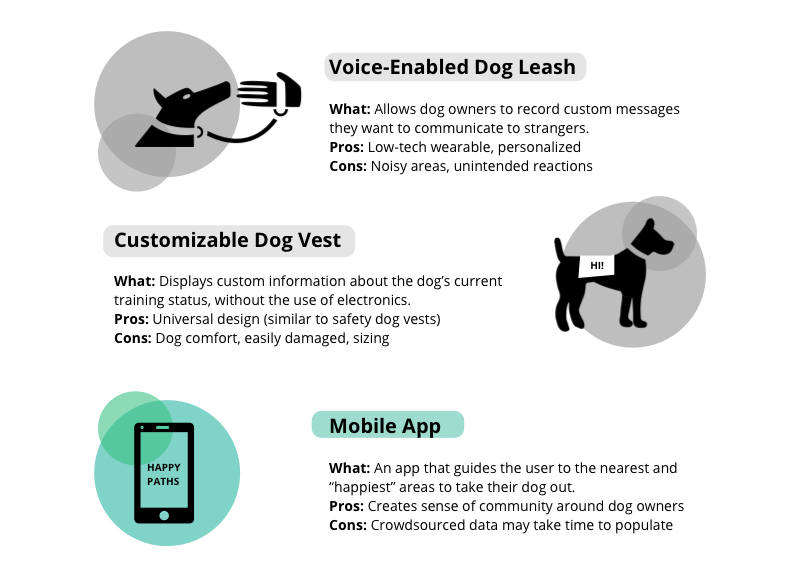 Voice-Enabled Dog Leash
What: Allows dog owners to record custom messages
they want to communicate to strangers.
Pros: Low-tech wearable, personalized
Cons: Noisy areas, unintended reactions
Customizable Dog Vest
What: Displays custom information about the dog’s current
training status, without the use of electronics.
Pros: Universal design (similar to safety dog vests)
Cons: Dog comfort, easily damaged, sizing
HI!
HAPPY
PATHS
Mobile App
What: An app that guides the user to the nearest and
“happiest” areas to take their dog out.
Pros: Creates sense of community around dog owners
Cons: Crowdsourced data may take time to populate